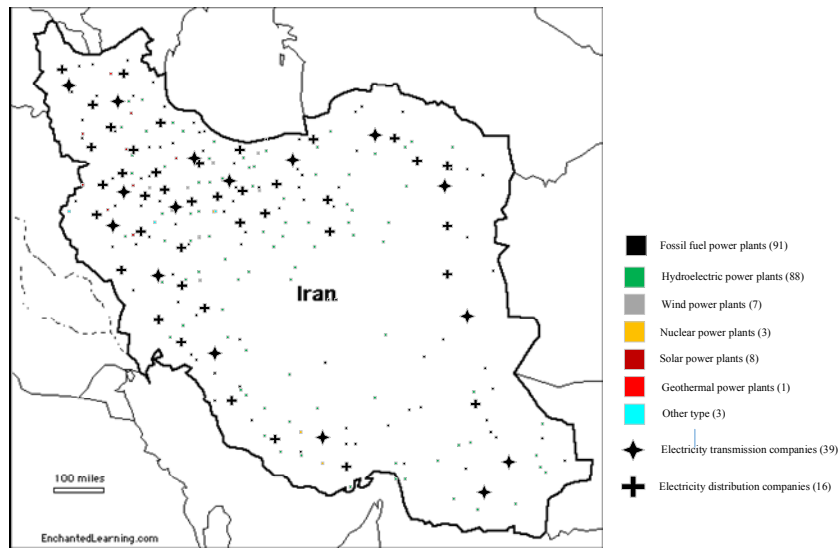 Iran
100 miles
EnchantedLearning.com
Fossil fuel power plants (91)
Hydroelectric power plants (88)
Wind power plants (7)
Nuclear power plants (3)
Solar power plants (8)
Geothermal power plants (1)
Other type (3)
Electricity transmission companies (39)
Electricity distribution companies (16)